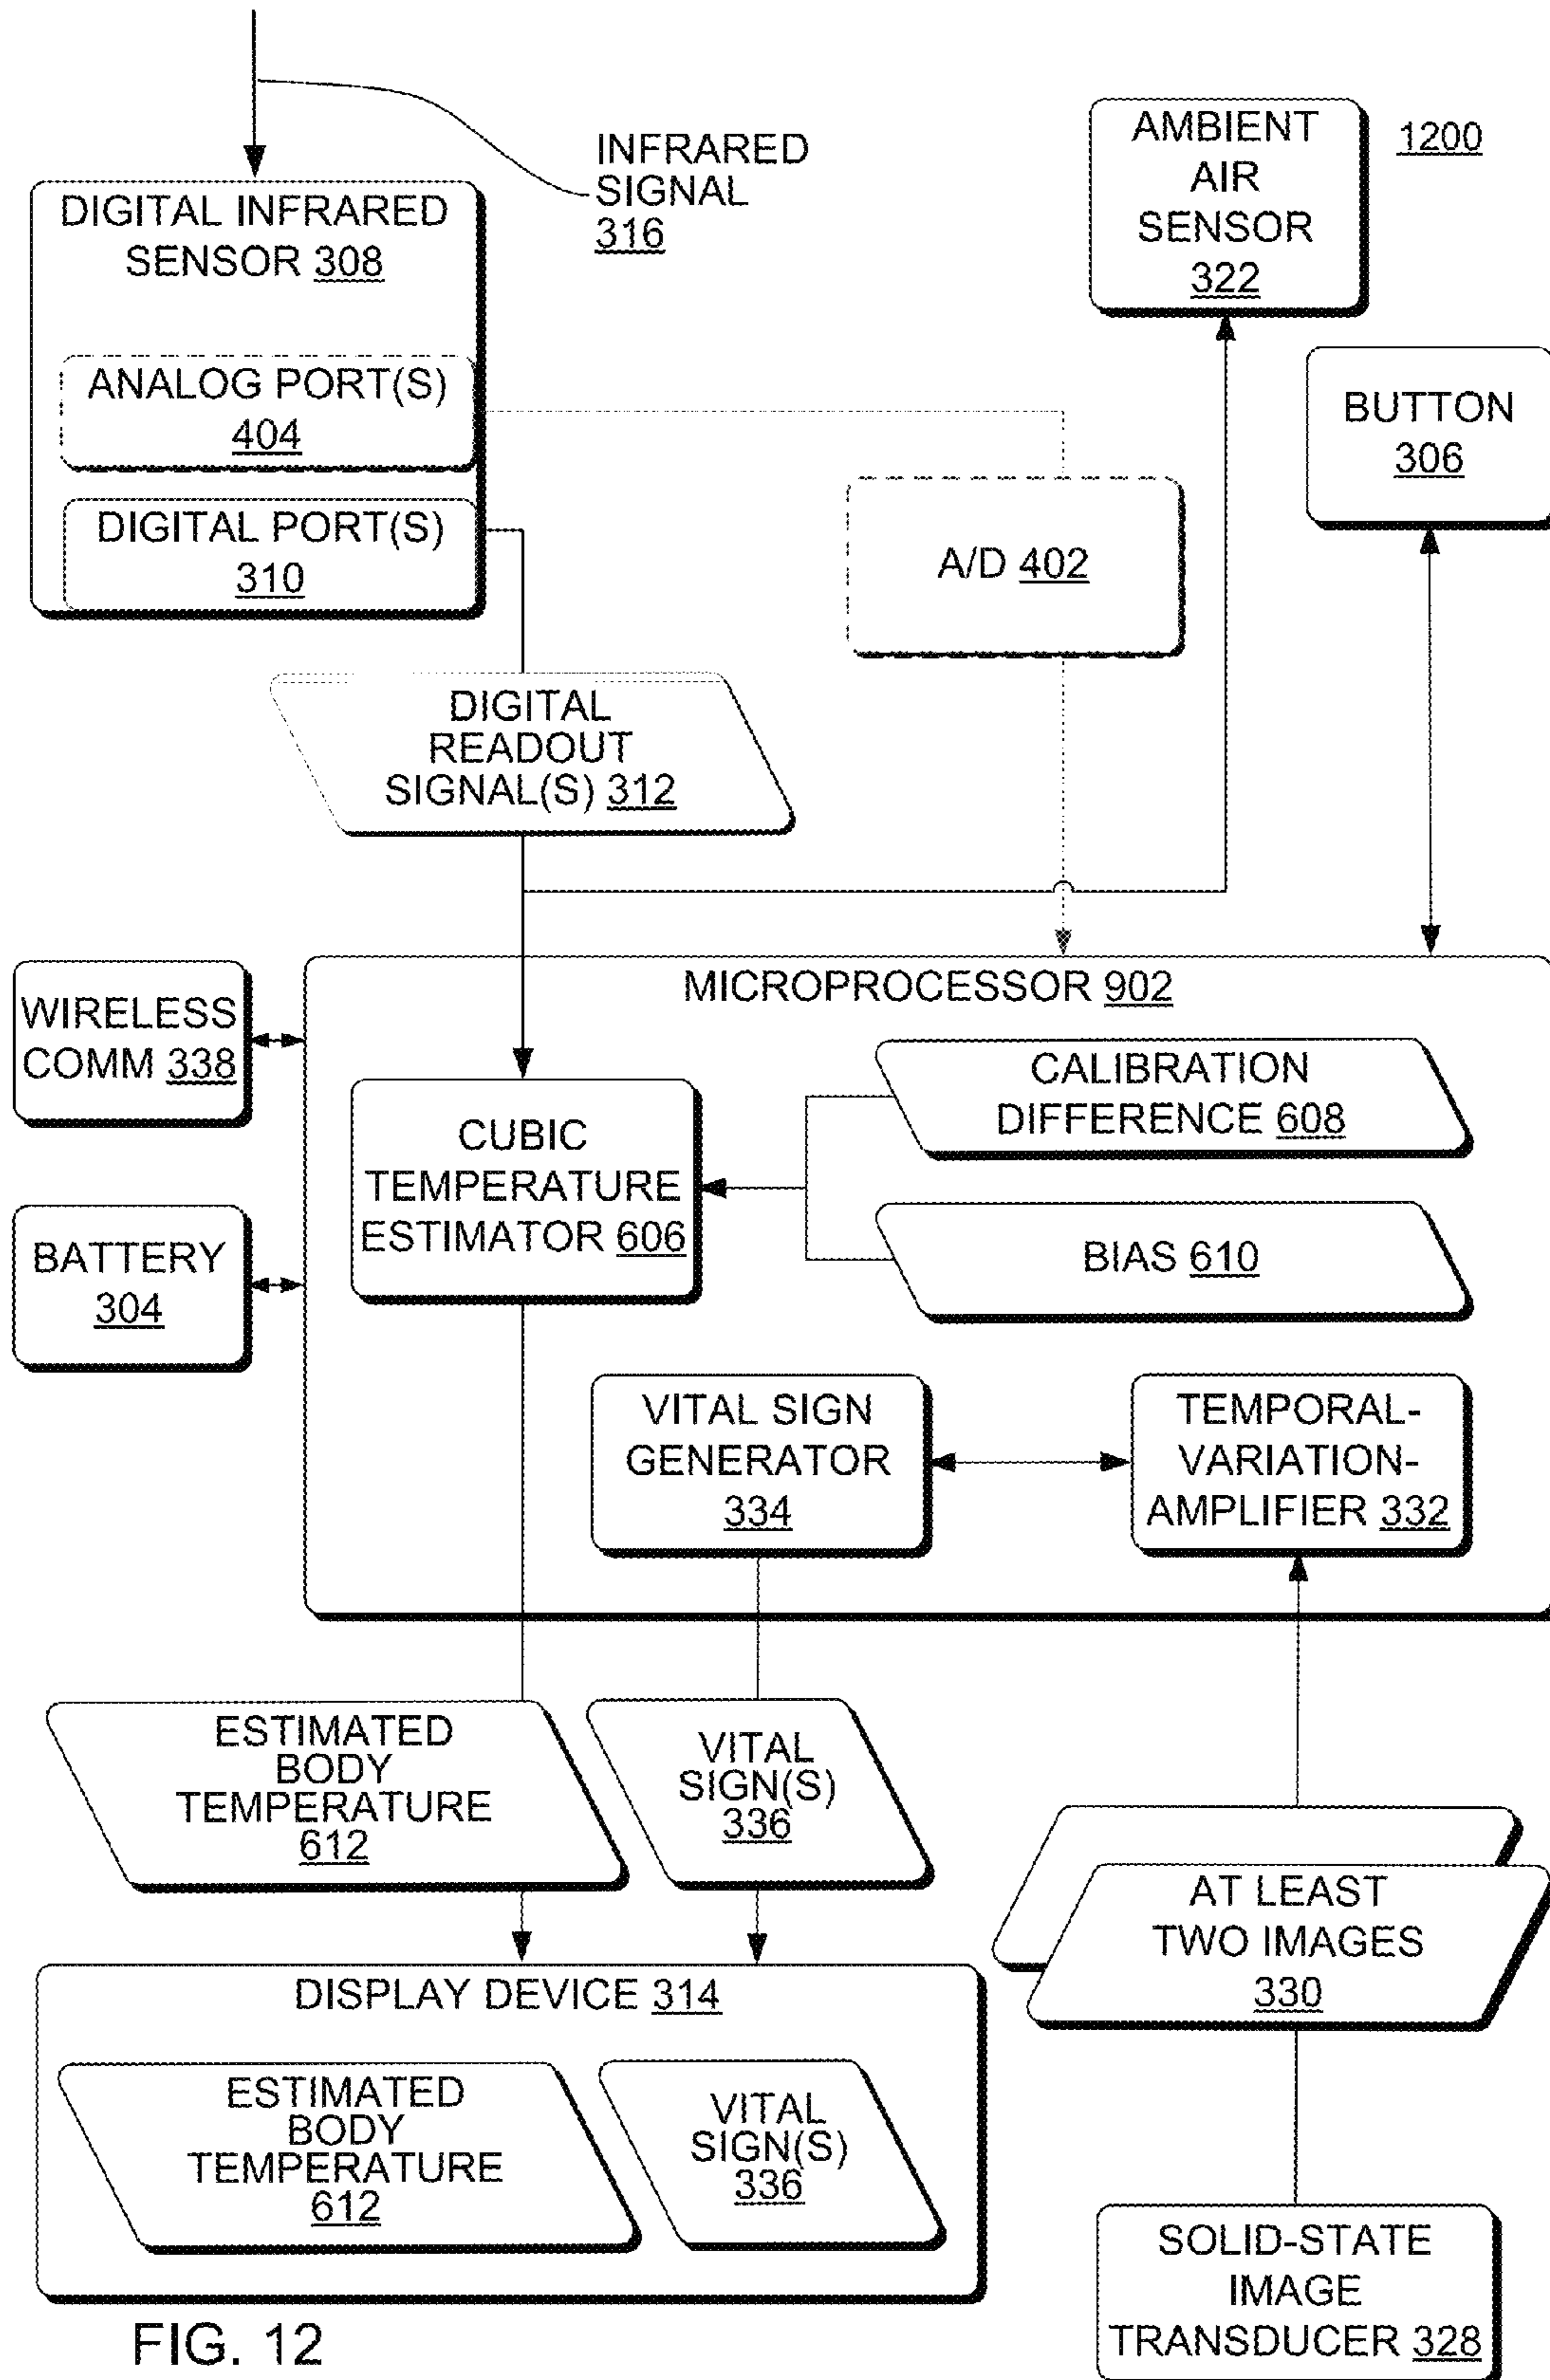 INFRARED
SIGNAL
316
AMBIENT
AIR
SENSOR
322
1200
DIGITAL INFRARED
SENSOR 308
ANALOG PORT(S)
404
DIGITAL PORT(S)
310
BUTTON
306
A/D 402
DIGITAL
READOUT
SIGNAL(S) 312
MICROPROCESSOR 902
WIRELESS
COMM 338
BATTERY
304
CUBIC
TEMPERATURE
ESTIMATOR 606
CALIBRATION
DIFFERENCE 608
BIAS 610
VITAL SIGN
GENERATOR
334
TEMPORAL-
VARIATION-
AMPLIFIER 332
ESTIMATED
BODY
TEMPERATURE
612
VITAL
SIGN(S)
336
AT LEAST
TWO IMAGES
330
DISPLAY DEVICE 314
ESTIMATED
BODY
TEMPERATURE
612
VITAL
SIGN(S)
336
SOLID-STATE
IMAGE
TRANSDUCER 328
FIG. 12